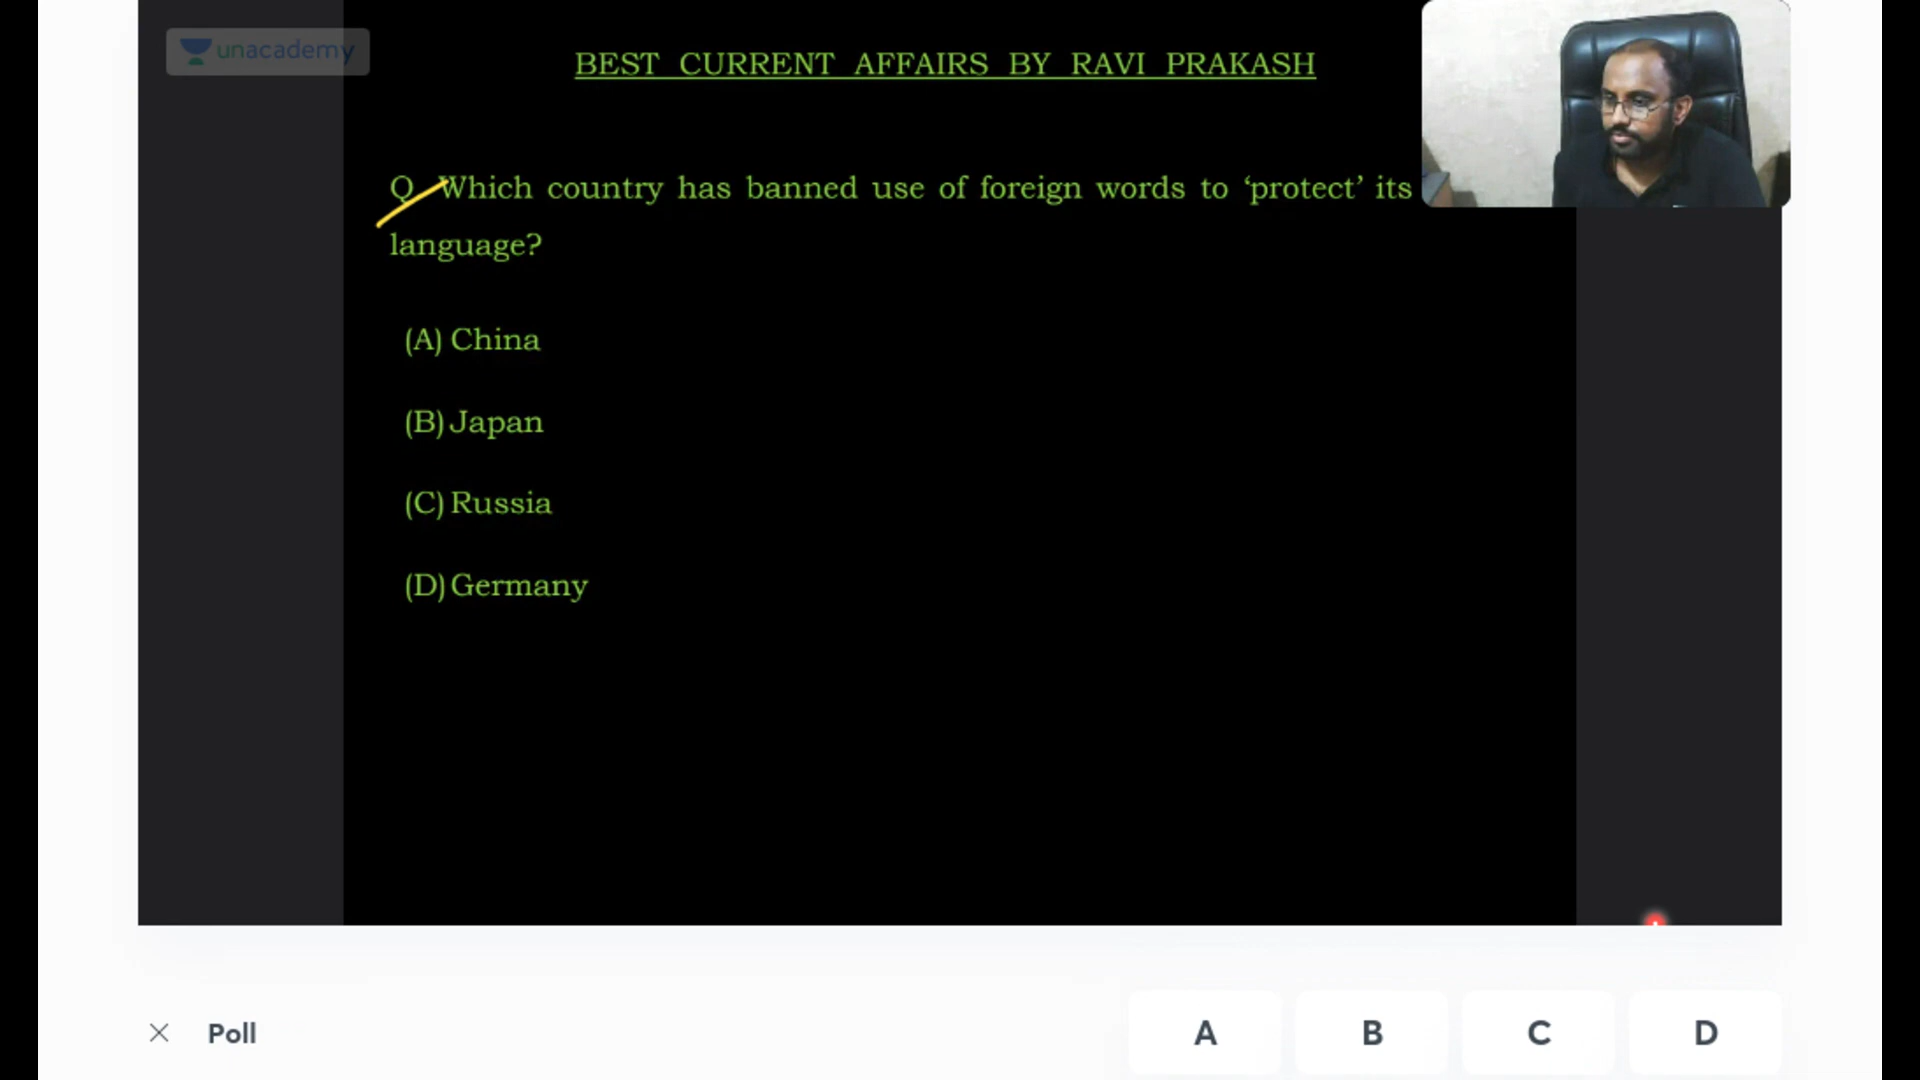 unacademy
BEST CURRENT AFFAIRS BY RAVI PRAKASH
Q Which country has banned use of foreign words to ‘protect’ its
language?
(A) China
(B) Japan
(C) Russia
(D) Germany
Poll
A
B
C
D